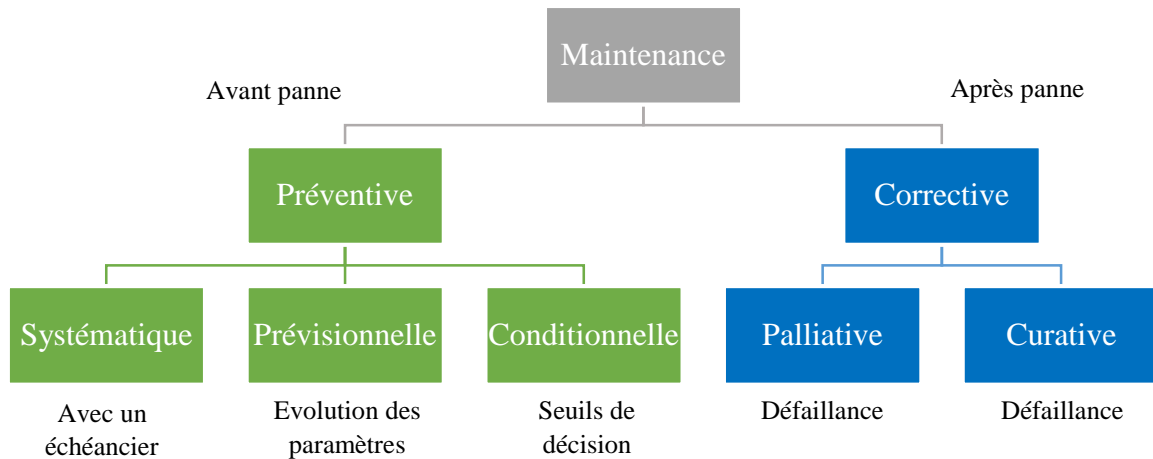 Maintenance
Avant panne
Après panne
Préventive
Corrective
Systématique
Prévisionnelle
Conditionnelle
Palliative
Curative
Avec un
échéancier
Evolution des
paramètres
Seuils de
décision
Défaillance
Défaillance